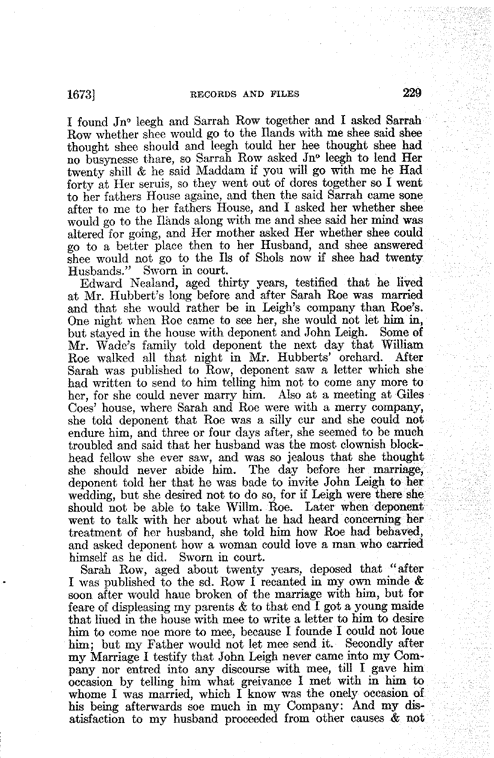 1673]
RECORDS AND FILES
229
I found Jnº leegh and Sarrah Row together and I asked Sarrah
Row whether shee would go to the Ilands with me shee said shee
thought shee should and leegh tould her hee thought shee had
no busynesse thare, so Sarrah Row asked Jnº leegh to lend Her
twenty shill & he said Maddam if you will go with me he Had
forty at Her seruis, so they went out of dores together so I went
to her fathers House againe, and then the said Sarrah came sone
after to me to her fathers House, and I asked her whether shee
would go to the Ilands along with me and shee said her mind was
altered for going, and Her mother asked Her whether shee could
go to a better place then to her Husband, and shee answered
shee would not go to the Ils of Shols now if shee had twenty
Husbands." Sworn in court.
Edward Nealand, aged thirty years, testified that he lived
at Mr. Hubbert's long before and after Sarah Roe was married
and that she would rather be in Leigh's company than Roe's.
One night when Roe came to see her, she would not let him in,
but stayed in the house with deponent and John Leigh. Some of
Mr. Wade's family told deponent the next day that William
Roe walked all that night in Mr. Hubberts' orchard. After
Sarah was published to Row, deponent saw a letter which she
had written to send to him telling him not to come any more to
her, for she could never marry him. Also at a meeting at Giles
Coes' house, where Sarah and Roe were with a merry company,
she told deponent that Roe was a silly cur and she could not
endure him, and three or four days after, she seemed to be much
troubled and said that her husband was the most clownish block-
head fellow she ever saw, and was so jealous that she thought
she should never abide him. The day before her marriage,
deponent told her that he was bade to invite John Leigh to her
wedding, but she desired not to do so, for if Leigh were there she
should not be able to take Willm. Roe. Later when deponent
went to talk with her about what he had heard concerning her
treatment of her husband, she told him how Roe had behaved,
and asked deponent how a woman could love a man who carried
himself as he did. Sworn in court.
Sarah Row, aged about twenty years, deposed that "after
I was published to the sd. Row I recanted in my own minde &
soon after would haue broken of the marriage with him, but for
feare of displeasing my parents & to that end I got a young maide
that liued in the house with mee to write a letter to him to desire
him to come noe more to mee, because I founde I could not loue
him; but my Father would not let mee send it. Secondly after
my Marriage I testify that John Leigh never came into my Com-
pany nor entred into any discourse with mee, till I gave him
occasion by telling him what greivance I met with in him to
whome I was married, which I know was the onely occasion of
his being afterwards soe much in my Company: And my dis-
atisfaction to my husband proceeded from other causes & not